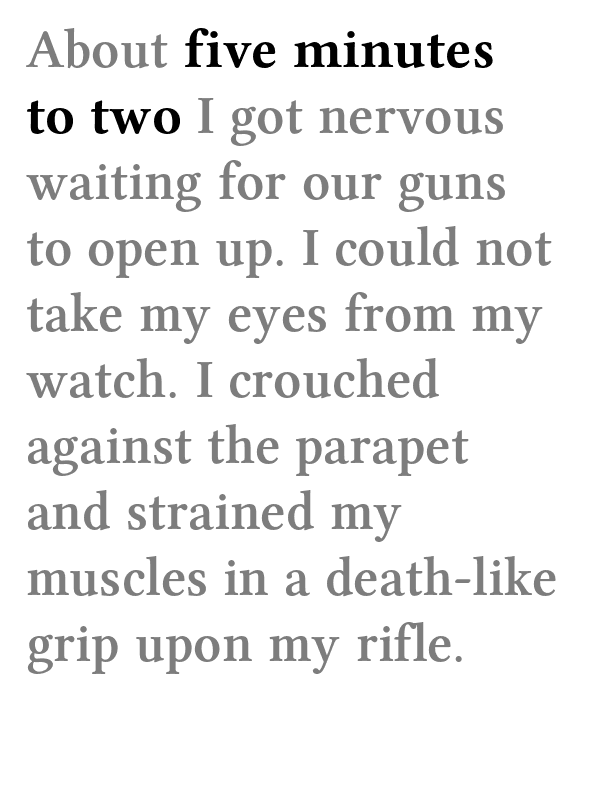 About five minutes
to two I got nervous
waiting for our guns
to open up. I could not
take my eyes from my
watch. I crouched
against the parapet
and strained my
muscles in a death-like
grip upon my rifle.